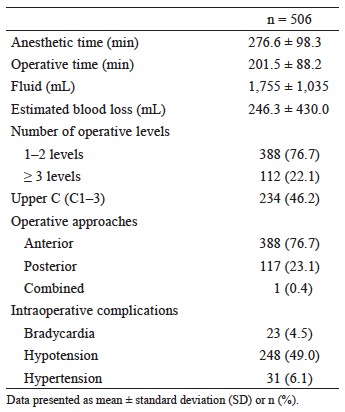 n = 506
Anesthetic time (min) 276.6 ± 98.3
Operative time (min) 201.5 ± 88.2
Fluid (mL) 1,755 ± 1,035
Estimated blood loss (mL) 246.3 ± 430.0
Number of operative levels
1–2 levels 388 (76.7)
≥ 3 levels 112 (22.1)
Upper C (C1–3) 234 (46.2)
Operative approaches
Anterior 388 (76.7)
Posterior 117 (23.1)
Combined 1 (0.4)
Intraoperative complications
Bradycardia 23 (4.5)
Hypotension 248 (49.0)
Hypertension 31 (6.1)
Data presented as mean ± standard deviation (SD) or n (%).